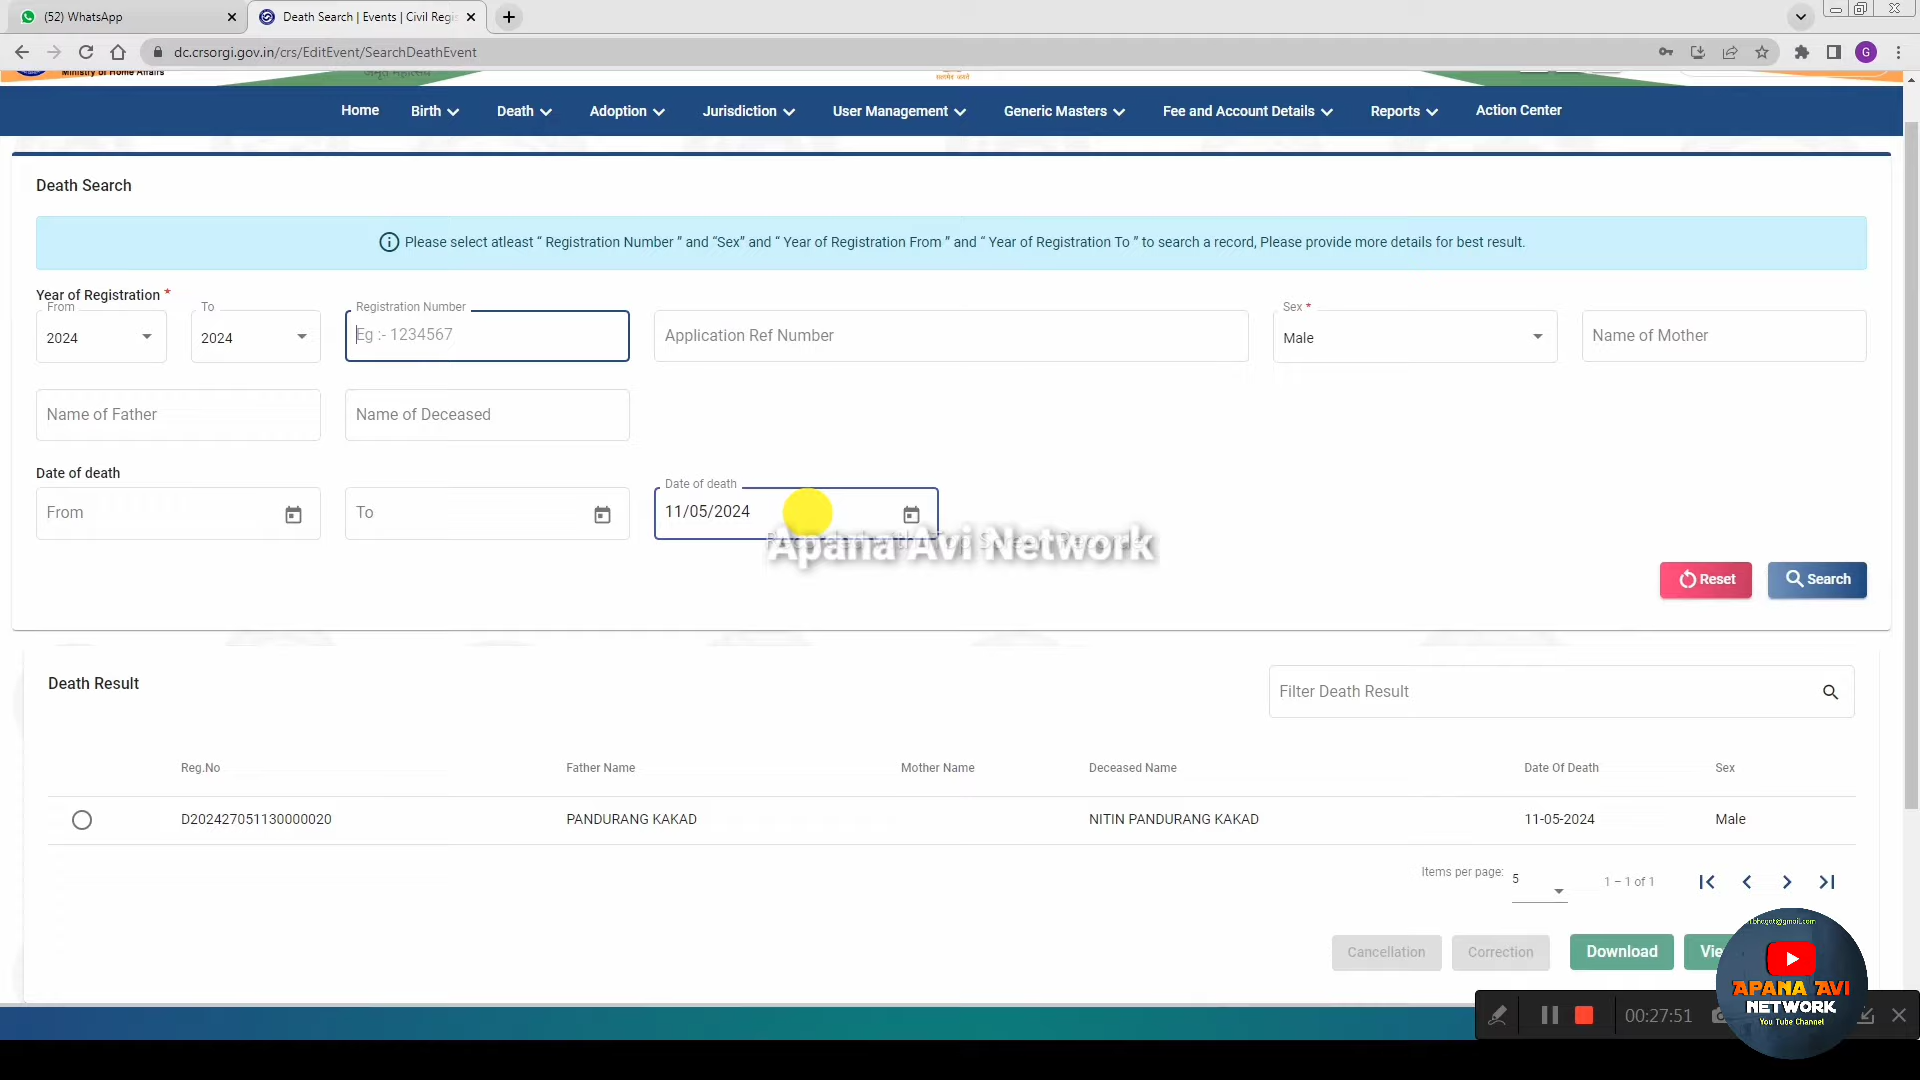 (52) WhatsApp
Death Search | Events | Civil Regis
dc.crsorgi.gov.in/crs/EditEvent/SearchDeathEvent
G
Ministry of Home Affairs
सत्यमेव जयते
Home Birth Death Adoption Jurisdiction User Management Generic Masters Fee and Account Details Reports Action Center
Death Search
Please select atleast “ Registration Number ” and “Sex” and “ Year of Registration From ” and “ Year of Registration To ” to search a record, Please provide more details for best result.
Year of Registration *
From To Registration Number Sex *
2024 2024 Eg :- 1234567 Application Ref Number Male Name of Mother
Name of Father Name of Deceased
Date of death
Date of death
From To 11/05/2024
Apana Avi Network
Reset Search
Death Result
Filter Death Result
Reg.No Father Name Mother Name Deceased Name Date Of Death Sex
D202427051130000020 PANDURANG KAKAD NITIN PANDURANG KAKAD 11-05-2024 Male
Items per page: 5 1 – 1 of 1
Cancellation Correction Download Vie
APANA AVI
NETWORK
You Tube Channel
00:27:51